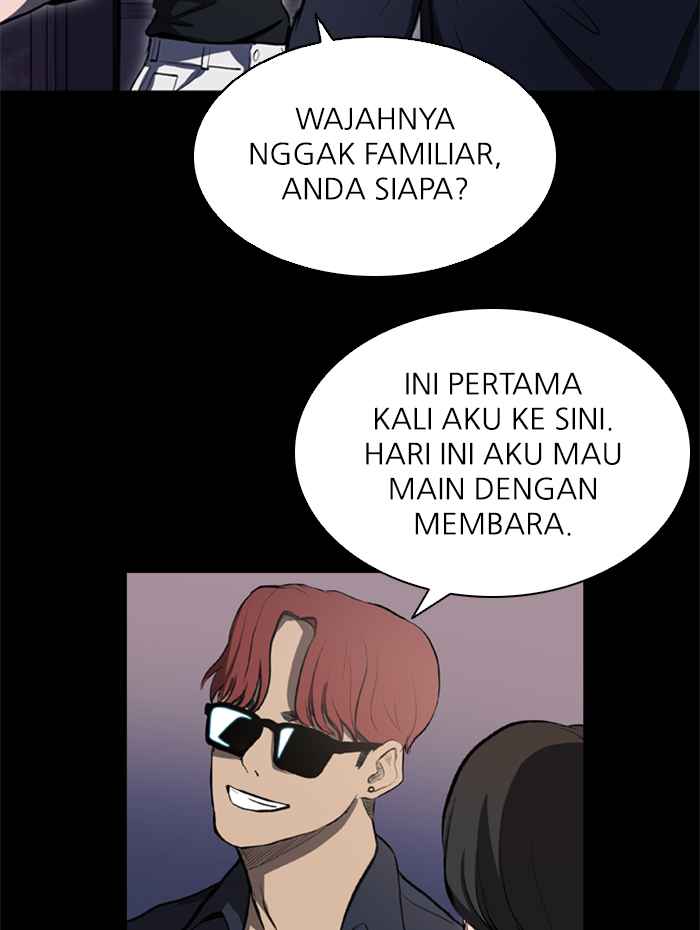 WAJAHNYA
NGGAK FAMILIAR,
ANDA SIAPA?
INI PERTAMA
KALI AKU KE SINI.
HARI INI AKU MAU
MAIN DENGAN
MEMBARA.